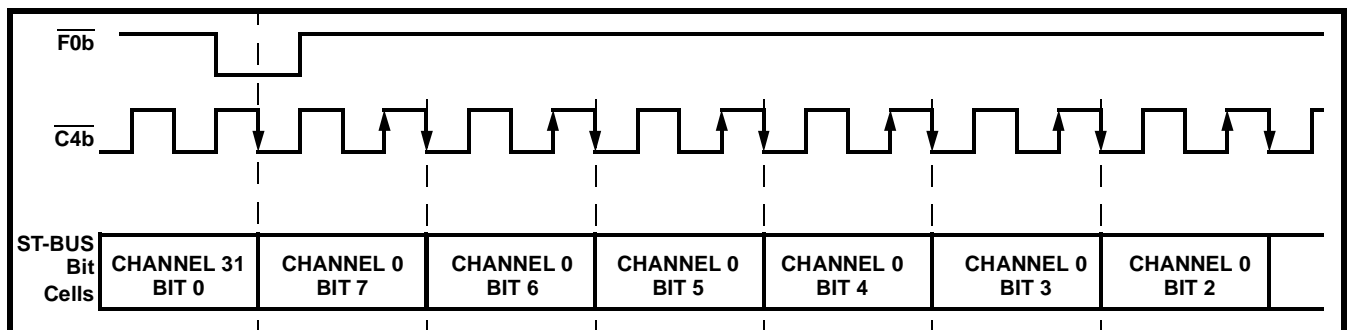 F0b
C4b
ST-BUS
Bit
Cells
CHANNEL 31
BIT 0
CHANNEL 0
BIT 7
CHANNEL 0
BIT 6
CHANNEL 0
BIT 5
CHANNEL 0
BIT 4
CHANNEL 0
BIT 3
CHANNEL 0
BIT 2